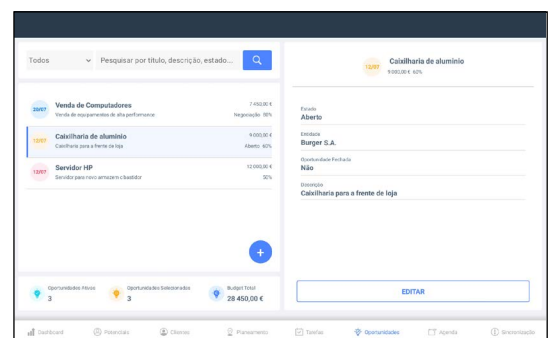 Todos
Pesquisar por título, descrição, estado...
20/07
Venda de Computadores
7 450,00 €
Venda de equipamentos de alta performance
Negociação 80%
12/07
Caixilharia de alumínio
9 000,00 €
Caixilharia para a frente de loja
Aberto 60%
12/07
Servidor HP
12 000,00 €
Servidor para novo armazem c/bastidor
50%
+
Oportunidades Ativas
3
Oportunidades Selecionadas
3
Budget Total
28 450,00 €
12/07
Caixilharia de alumínio
9 000,00 € 60%
Estado
Aberto
Entidade
Burger S.A.
Oportunidade Fechada
Não
Descrição
Caixilharia para a frente de loja
EDITAR
Dashboard
Potenciais
Clientes
Planeamento
Tarefas
Oportunidades
Agenda
Sincronização